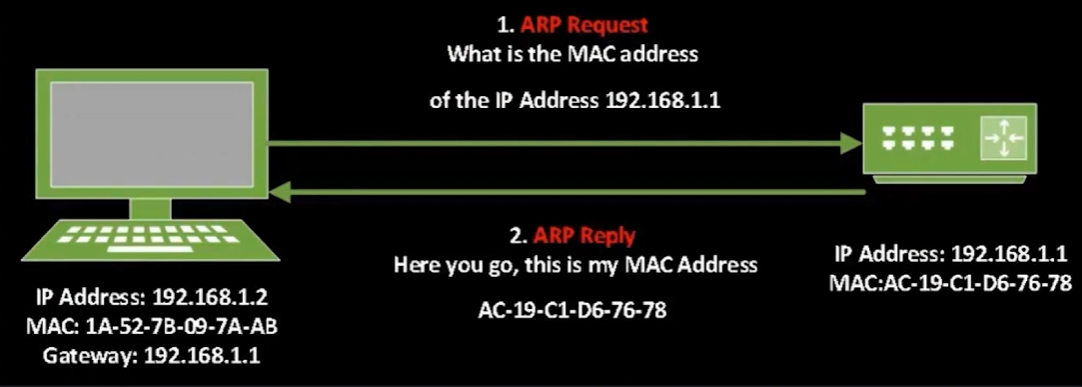 1. ARP Request
What is the MAC address
of the IP Address 192.168.1.1
2. ARP Reply
Here you go, this is my MAC Address
AC-19-C1-D6-76-78
IP Address: 192.168.1.2
MAC: 1A-52-7B-09-7A-AB
Gateway: 192.168.1.1
IP Address: 192.168.1.1
MAC:AC-19-C1-D6-76-78